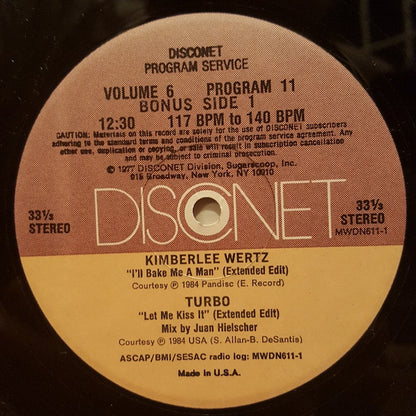 DISCONET
PROGRAM SERVICE
VOLUME 6 PROGRAM 11
BONUS SIDE 1
12:30 117 BPM to 140 BPM
CAUTION: Materials on this record are solely for the use of DISCONET subscribers
adhering to the standard terms and conditions of the program service agreement. Any
other use, duplication or copying, or sale will result in subscription cancellation
and may be subject to criminal prosecution.
© 1977 DISCONET Division, Sugarscoop, Inc.
919 Broadway, New York, NY 10010
DISCONET
33⅓
STEREO
33⅓
STEREO
MWDN611-1
KIMBERLEE WERTZ
"I'll Bake Me A Man" (Extended Edit)
Courtesy ℗ 1984 Pandisc (E. Record)
TURBO
"Let Me Kiss It" (Extended Edit)
Mix by Juan Hielscher
Courtesy ℗ 1984 USA (S. Allan-B. DeSantis)
ASCAP/BMI/SESAC radio log: MWDN611-1
Made in U.S.A.